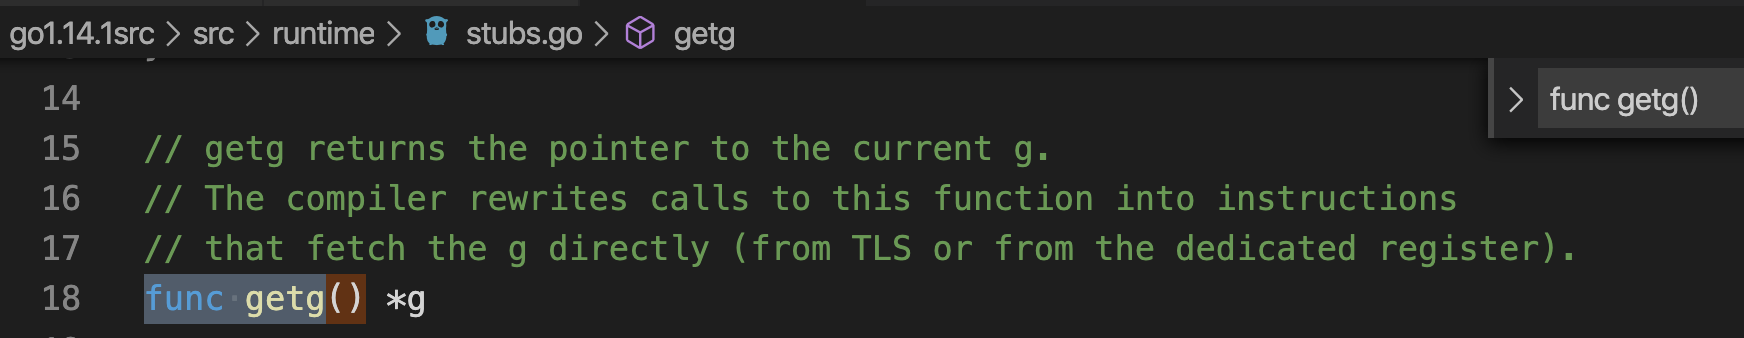 go1.14.1src > src > runtime > stubs.go > getg
func getg()
14
15 // getg returns the pointer to the current g.
16 // The compiler rewrites calls to this function into instructions
17 // that fetch the g directly (from TLS or from the dedicated register).
18 func getg() *g